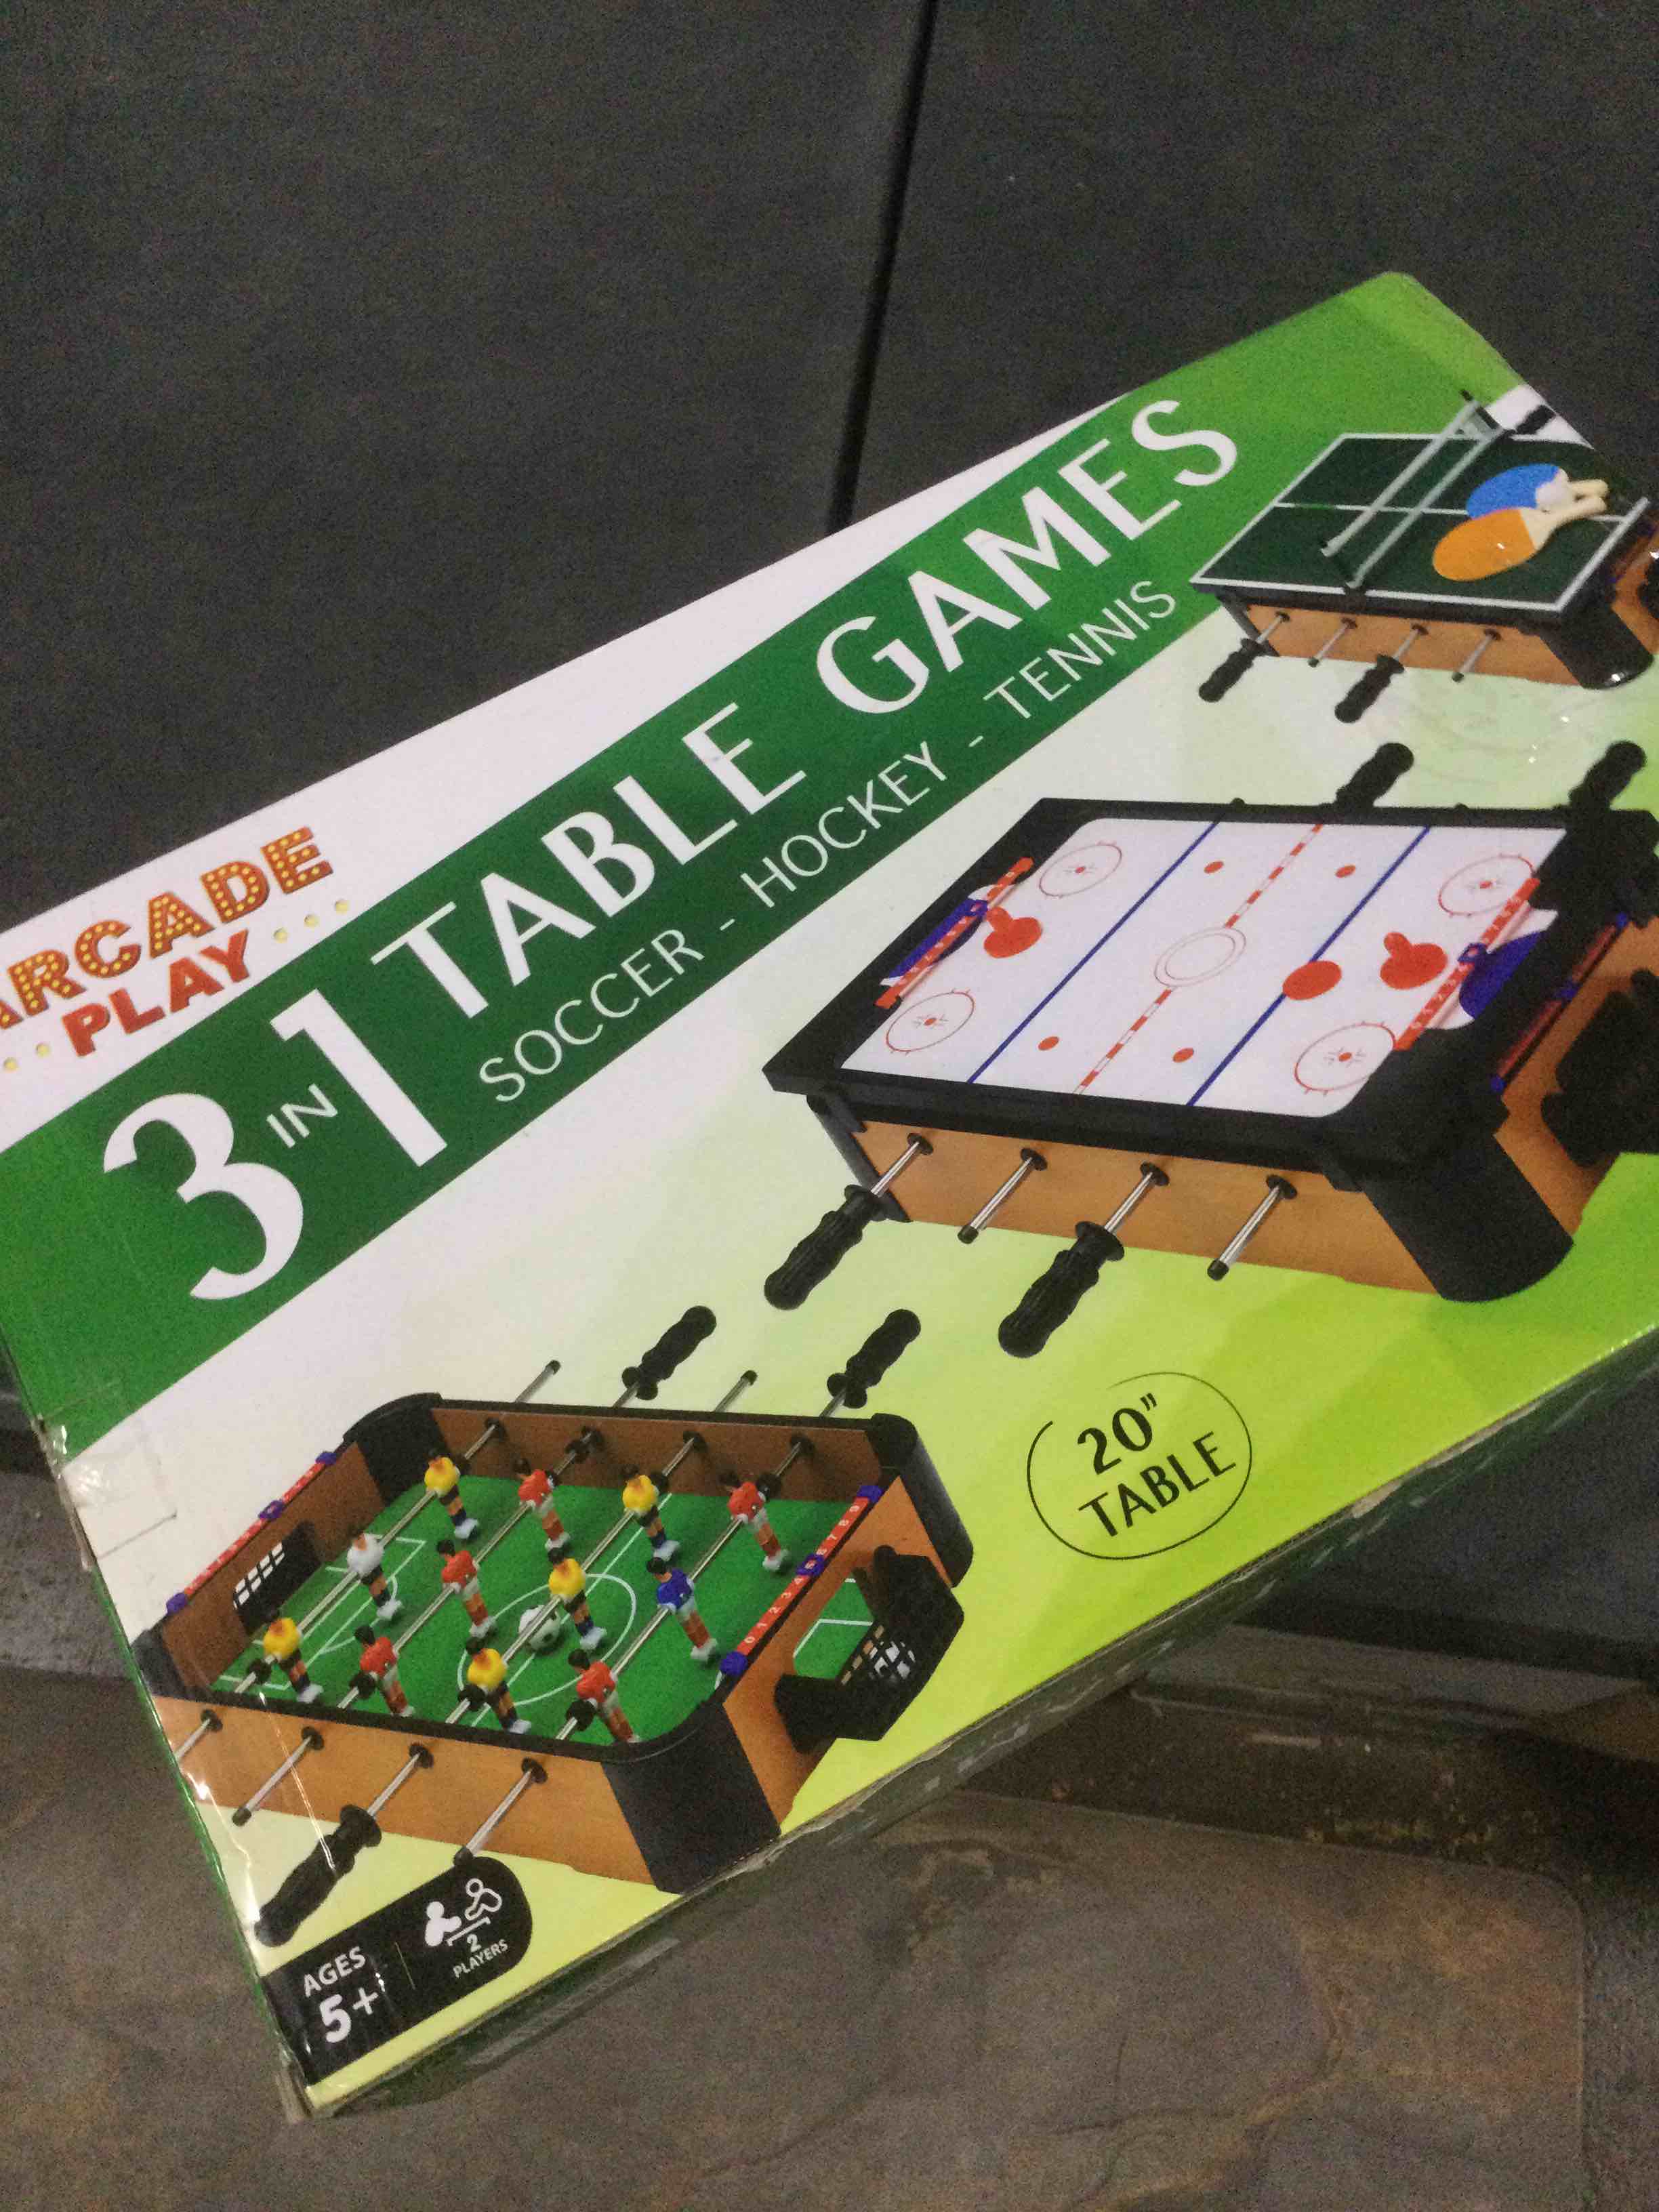 ARCADE
PLAY
3 IN 1 TABLE GAMES
SOCCER - HOCKEY - TENNIS
20" TABLE
AGES
5+
2
PLAYERS